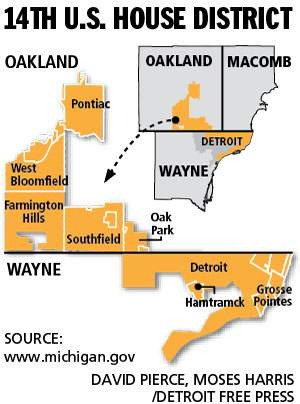 14TH U.S. HOUSE DISTRICT
OAKLAND
Pontiac
West
Bloomfield
Farmington
Hills
Southfield
Oak
Park
OAKLAND
MACOMB
DETROIT
WAYNE
WAYNE
Detroit
Hamtramck
Grosse
Pointes
SOURCE:
www.michigan.gov
DAVID PIERCE, MOSES HARRIS
/DETROIT FREE PRESS